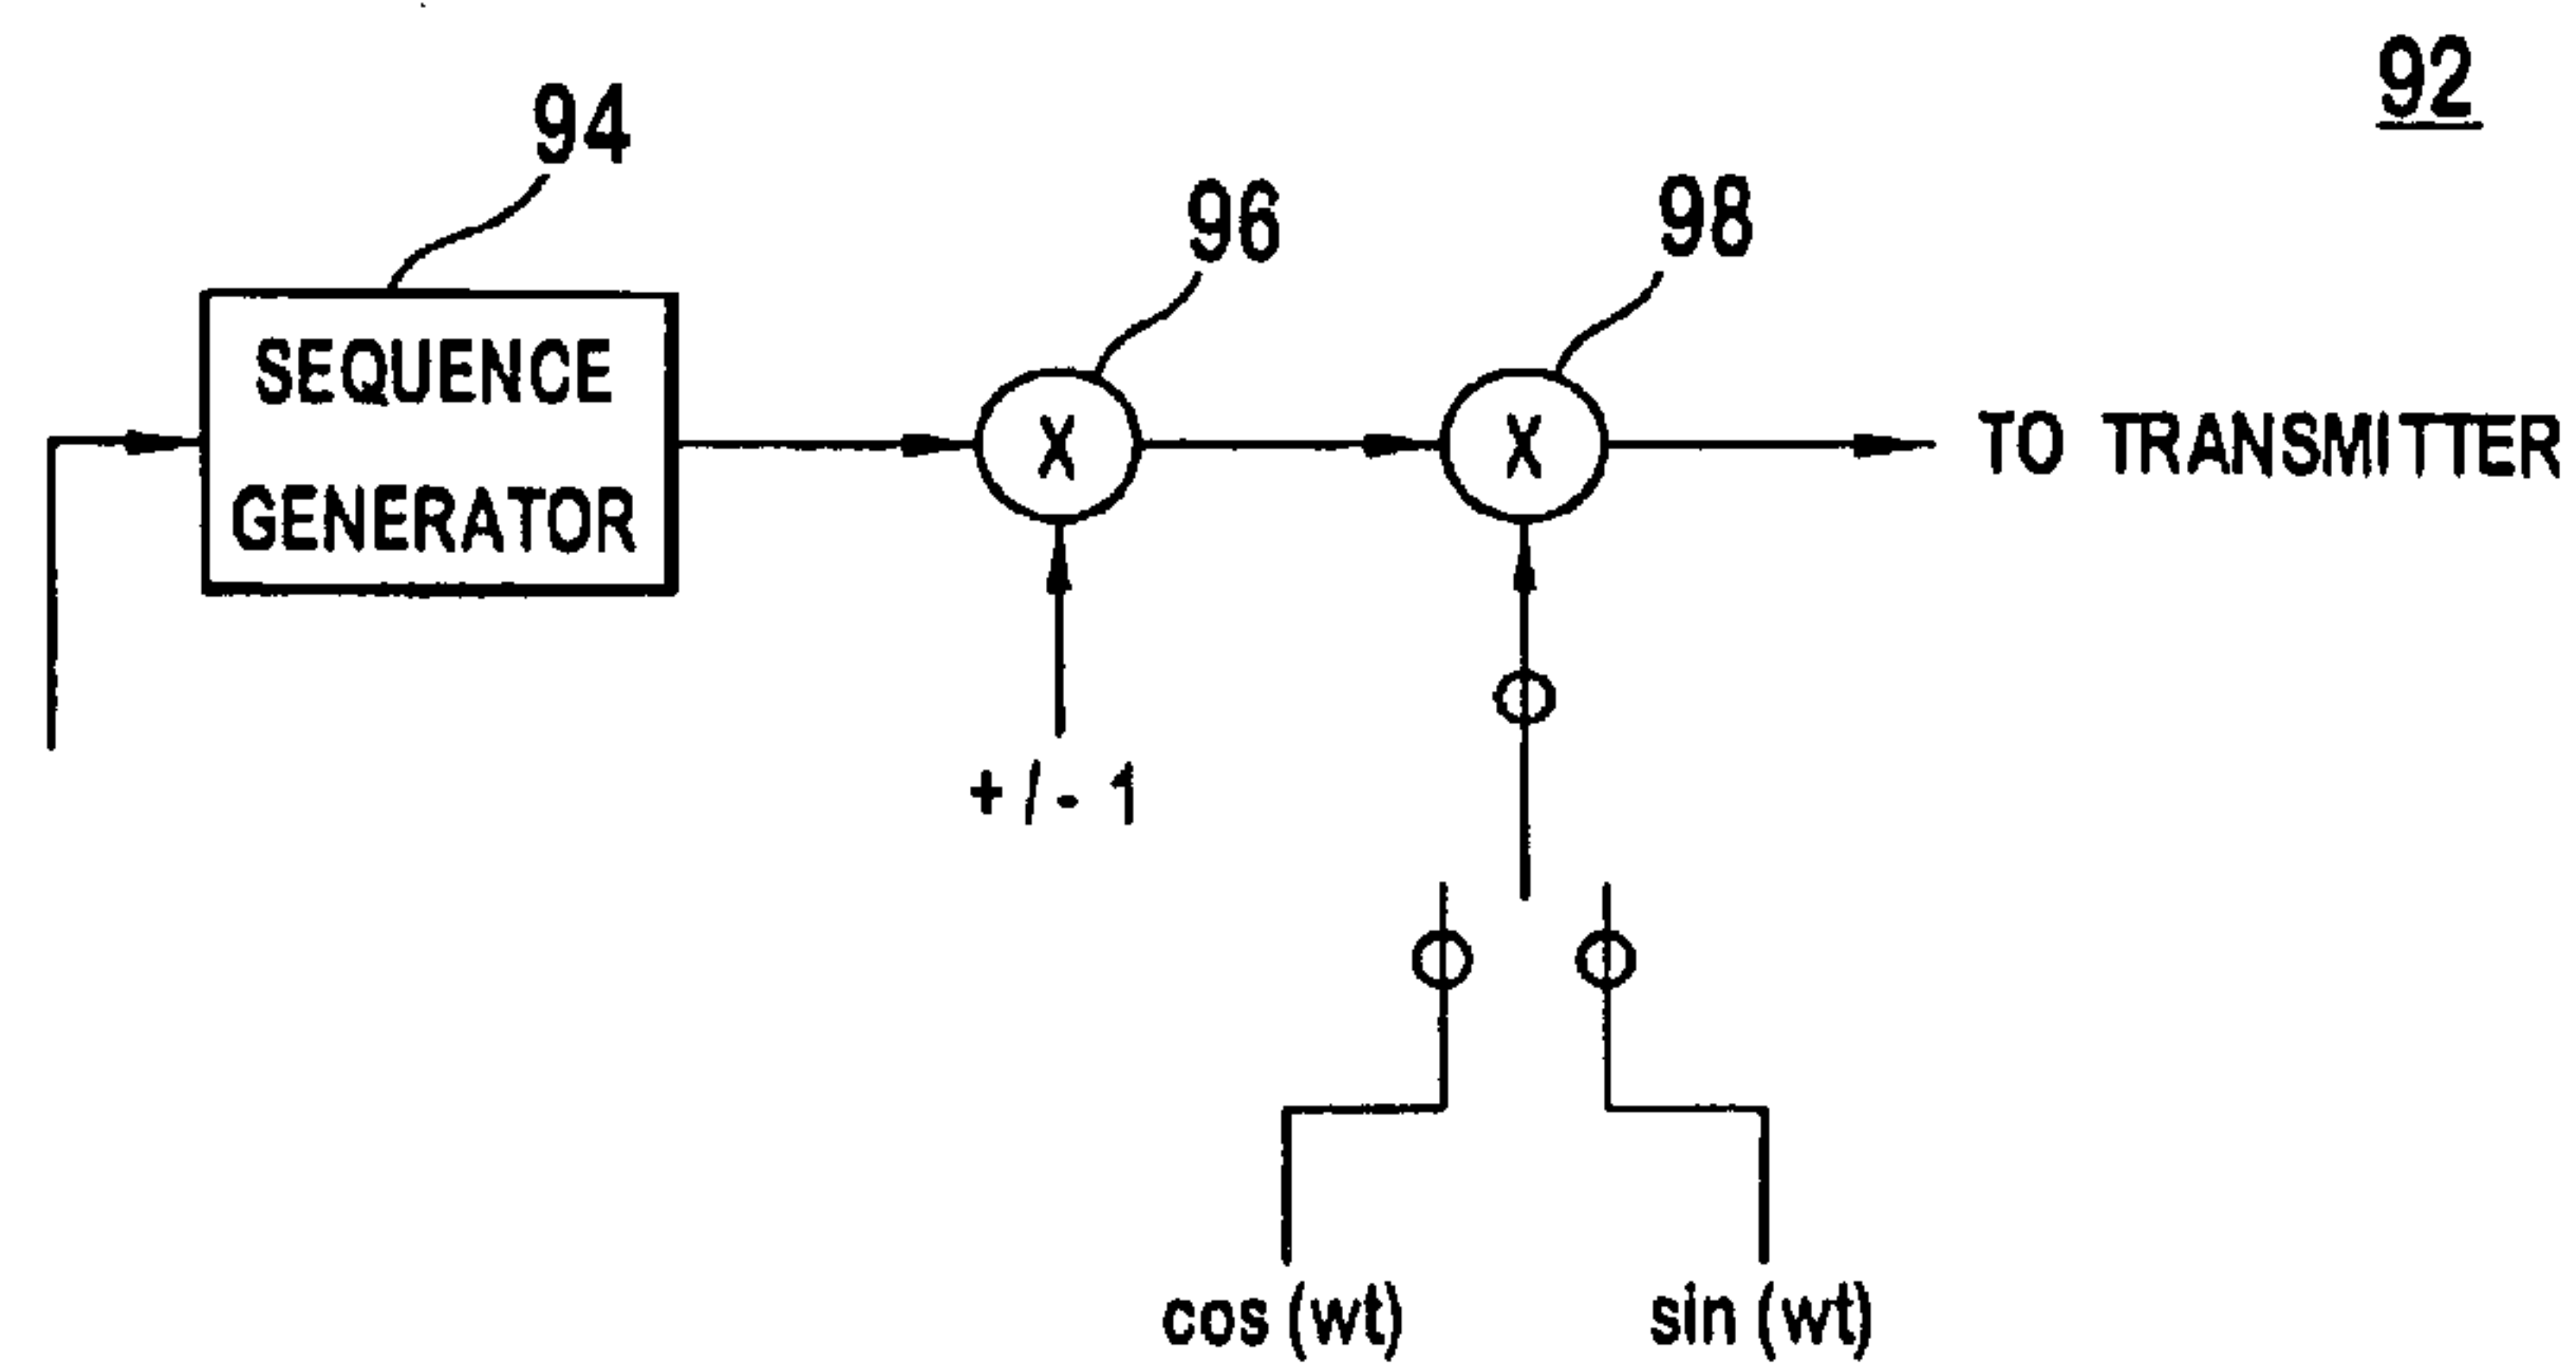 92
94
96
98
SEQUENCE
GENERATOR
X
X
TO TRANSMITTER
+/- 1
cos (wt)
sin (wt)